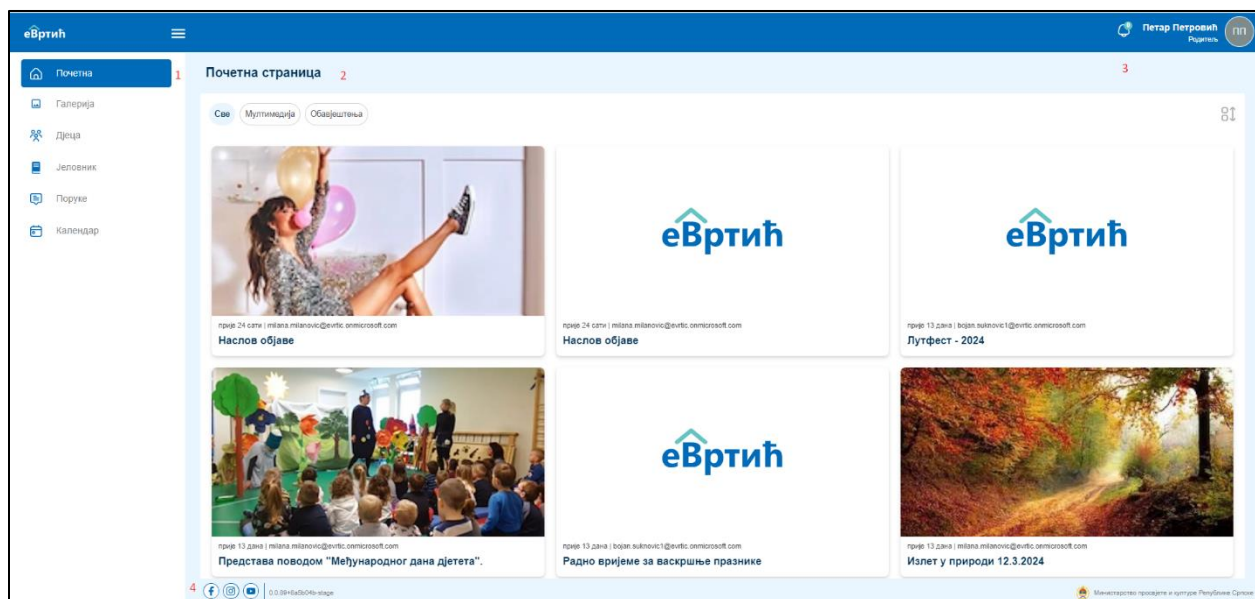 еВртић
3
Петар Петровић
Родитељ
ПП
Почетна
1
Почетна страница
2
3
Галерија
Дјеца
Јеловник
Поруке
Календар
Све
Мултимедија
Обавјештења
еВртић
еВртић
прије 24 сати | milana.milanovic@evrtic.onmicrosoft.com
Наслов објаве
прије 24 сати | milana.milanovic@evrtic.onmicrosoft.com
Наслов објаве
прије 13 дана | bojan.suknovic1@evrtic.onmicrosoft.com
Лутфест - 2024
еВртић
прије 13 дана | milana.milanovic@evrtic.onmicrosoft.com
Представа поводом "Међународног дана дјетета".
прије 13 дана | bojan.suknovic1@evrtic.onmicrosoft.com
Радно вријеме за васкршње празнике
прије 13 дана | milana.milanovic@evrtic.onmicrosoft.com
Излет у природи 12.3.2024
4
Министарство просвјете и културе Републике Српске